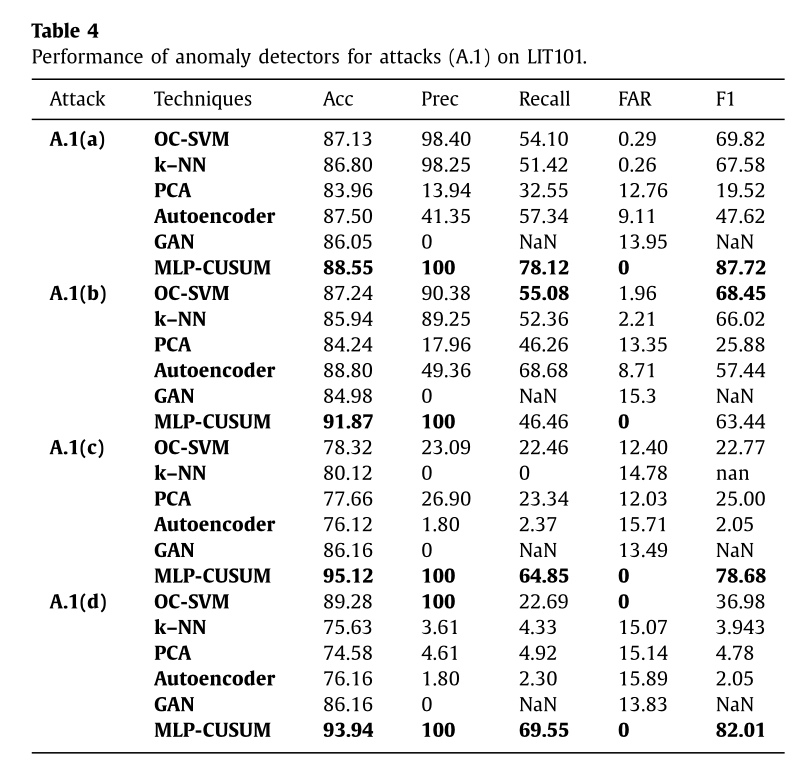 Table 4
Performance of anomaly detectors for attacks (A.1) on LIT101.
Attack Techniques Acc Prec Recall FAR F1
A.1(a) OC-SVM 87.13 98.40 54.10 0.29 69.82
k–NN 86.80 98.25 51.42 0.26 67.58
PCA 83.96 13.94 32.55 12.76 19.52
Autoencoder 87.50 41.35 57.34 9.11 47.62
GAN 86.05 0 NaN 13.95 NaN
MLP-CUSUM 88.55 100 78.12 0 87.72
A.1(b) OC-SVM 87.24 90.38 55.08 1.96 68.45
k–NN 85.94 89.25 52.36 2.21 66.02
PCA 84.24 17.96 46.26 13.35 25.88
Autoencoder 88.80 49.36 68.68 8.71 57.44
GAN 84.98 0 NaN 15.3 NaN
MLP-CUSUM 91.87 100 46.46 0 63.44
A.1(c) OC-SVM 78.32 23.09 22.46 12.40 22.77
k–NN 80.12 0 0 14.78 nan
PCA 77.66 26.90 23.34 12.03 25.00
Autoencoder 76.12 1.80 2.37 15.71 2.05
GAN 86.16 0 NaN 13.49 NaN
MLP-CUSUM 95.12 100 64.85 0 78.68
A.1(d) OC-SVM 89.28 100 22.69 0 36.98
k–NN 75.63 3.61 4.33 15.07 3.943
PCA 74.58 4.61 4.92 15.14 4.78
Autoencoder 76.16 1.80 2.30 15.89 2.05
GAN 86.16 0 NaN 13.83 NaN
MLP-CUSUM 93.94 100 69.55 0 82.01